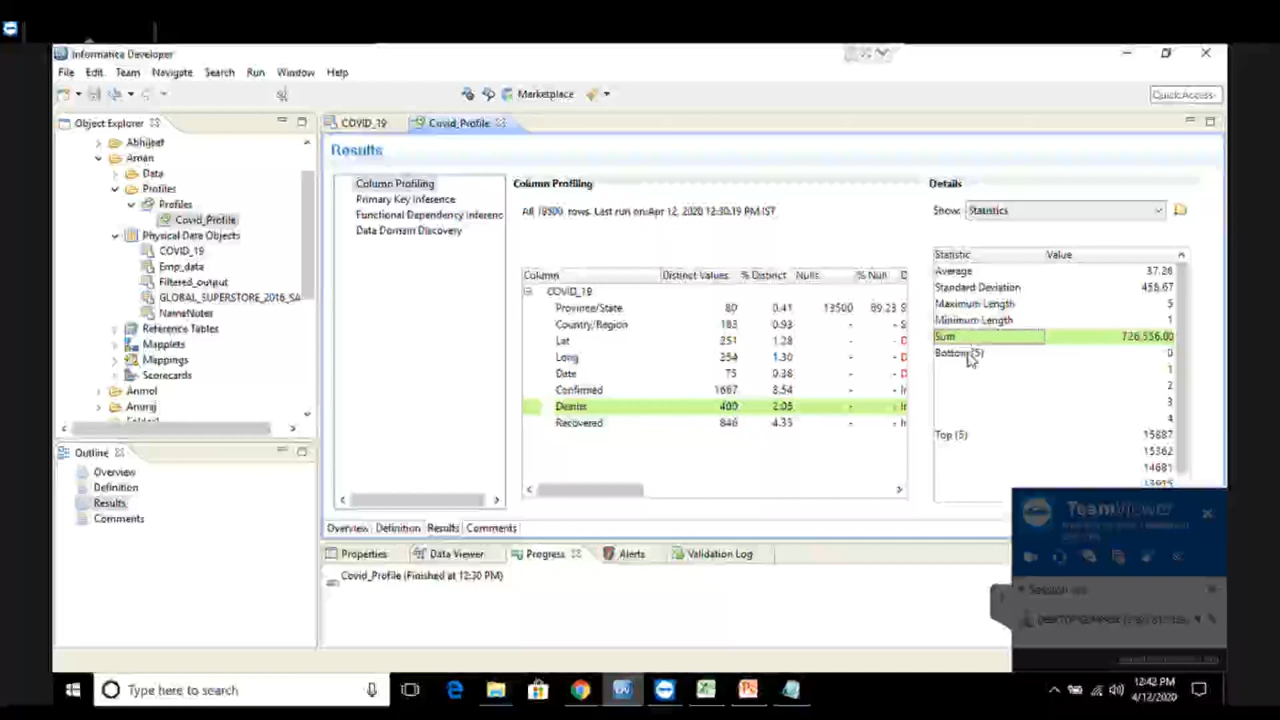 Informatica Developer
File Edit Team Navigate Search Run Window Help
Marketplace
Quick Access
Object Explorer
COVID_19
Covid_Profile
Abhijeet
Aman
Data
Profiles
Profiles
Covid_Profile
Physical Data Objects
COVID_19
Emp_data
Filtered_output
GLOBAL_SUPERSTORE_2016_SA
NameNotes
Reference Tables
Mapplets
Mappings
Scorecards
Anmol
Anuraj
Outline
Overview
Definition
Results
Comments
Results
Column Profiling
Primary Key Inference
Functional Dependency Inferenc
Data Domain Discovery
Column Profiling
rows. Last run on:Apr 12, 2020 12:30:19 PM IST
Column Distinct Values % Distinct Nulls % Null D
COVID_19
Province/State 80 0.41 13500 69.23 S
Country/Region 183 0.93 - - S
Lat 251 1.28 - - D
Long 254 1.30 - - D
Date 75 0.38 - - D
Confirmed 1667 8.54 - - In
Deaths 400 2.05 - - In
Recovered 846 4.33 - - In
Details
Show: Statistics
Statistic Value
Average 37.26
Standard Deviation
Maximum Length 5
Minimum Length 1
Sum
Bottom (5) 0
1
2
3
4
Top (5) 15887
15362
14681
13915
Overview Definition Results Comments
Properties Data Viewer Progress Alerts Validation Log
Covid_Profile (Finished at 12:30 PM)
TeamViewer
Session list
Type here to search
12:42 PM
4/12/2020